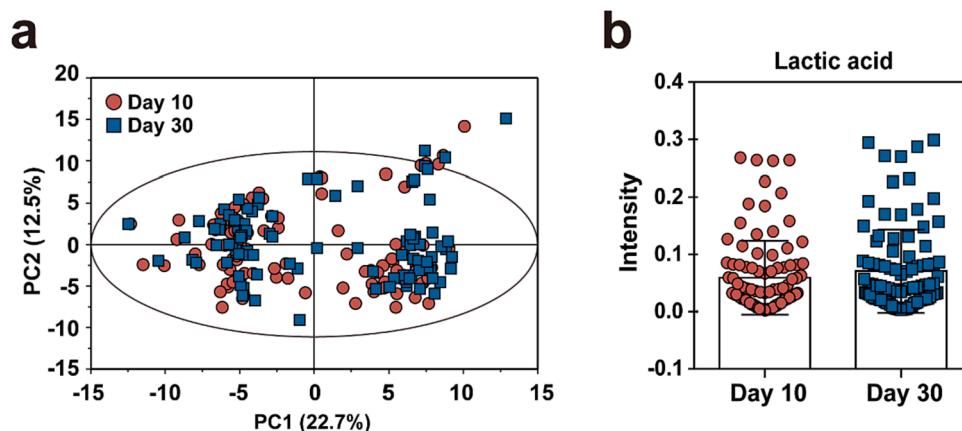 a
20
15
10
5
0
-5
-10
-15
PC2 (12.5%)
Day 10
Day 30
-15
-10
-5
0
5
10
15
PC1 (22.7%)
b
Lactic acid
0.4
0.3
0.2
0.1
0.0
-0.1
Intensity
Day 10
Day 30